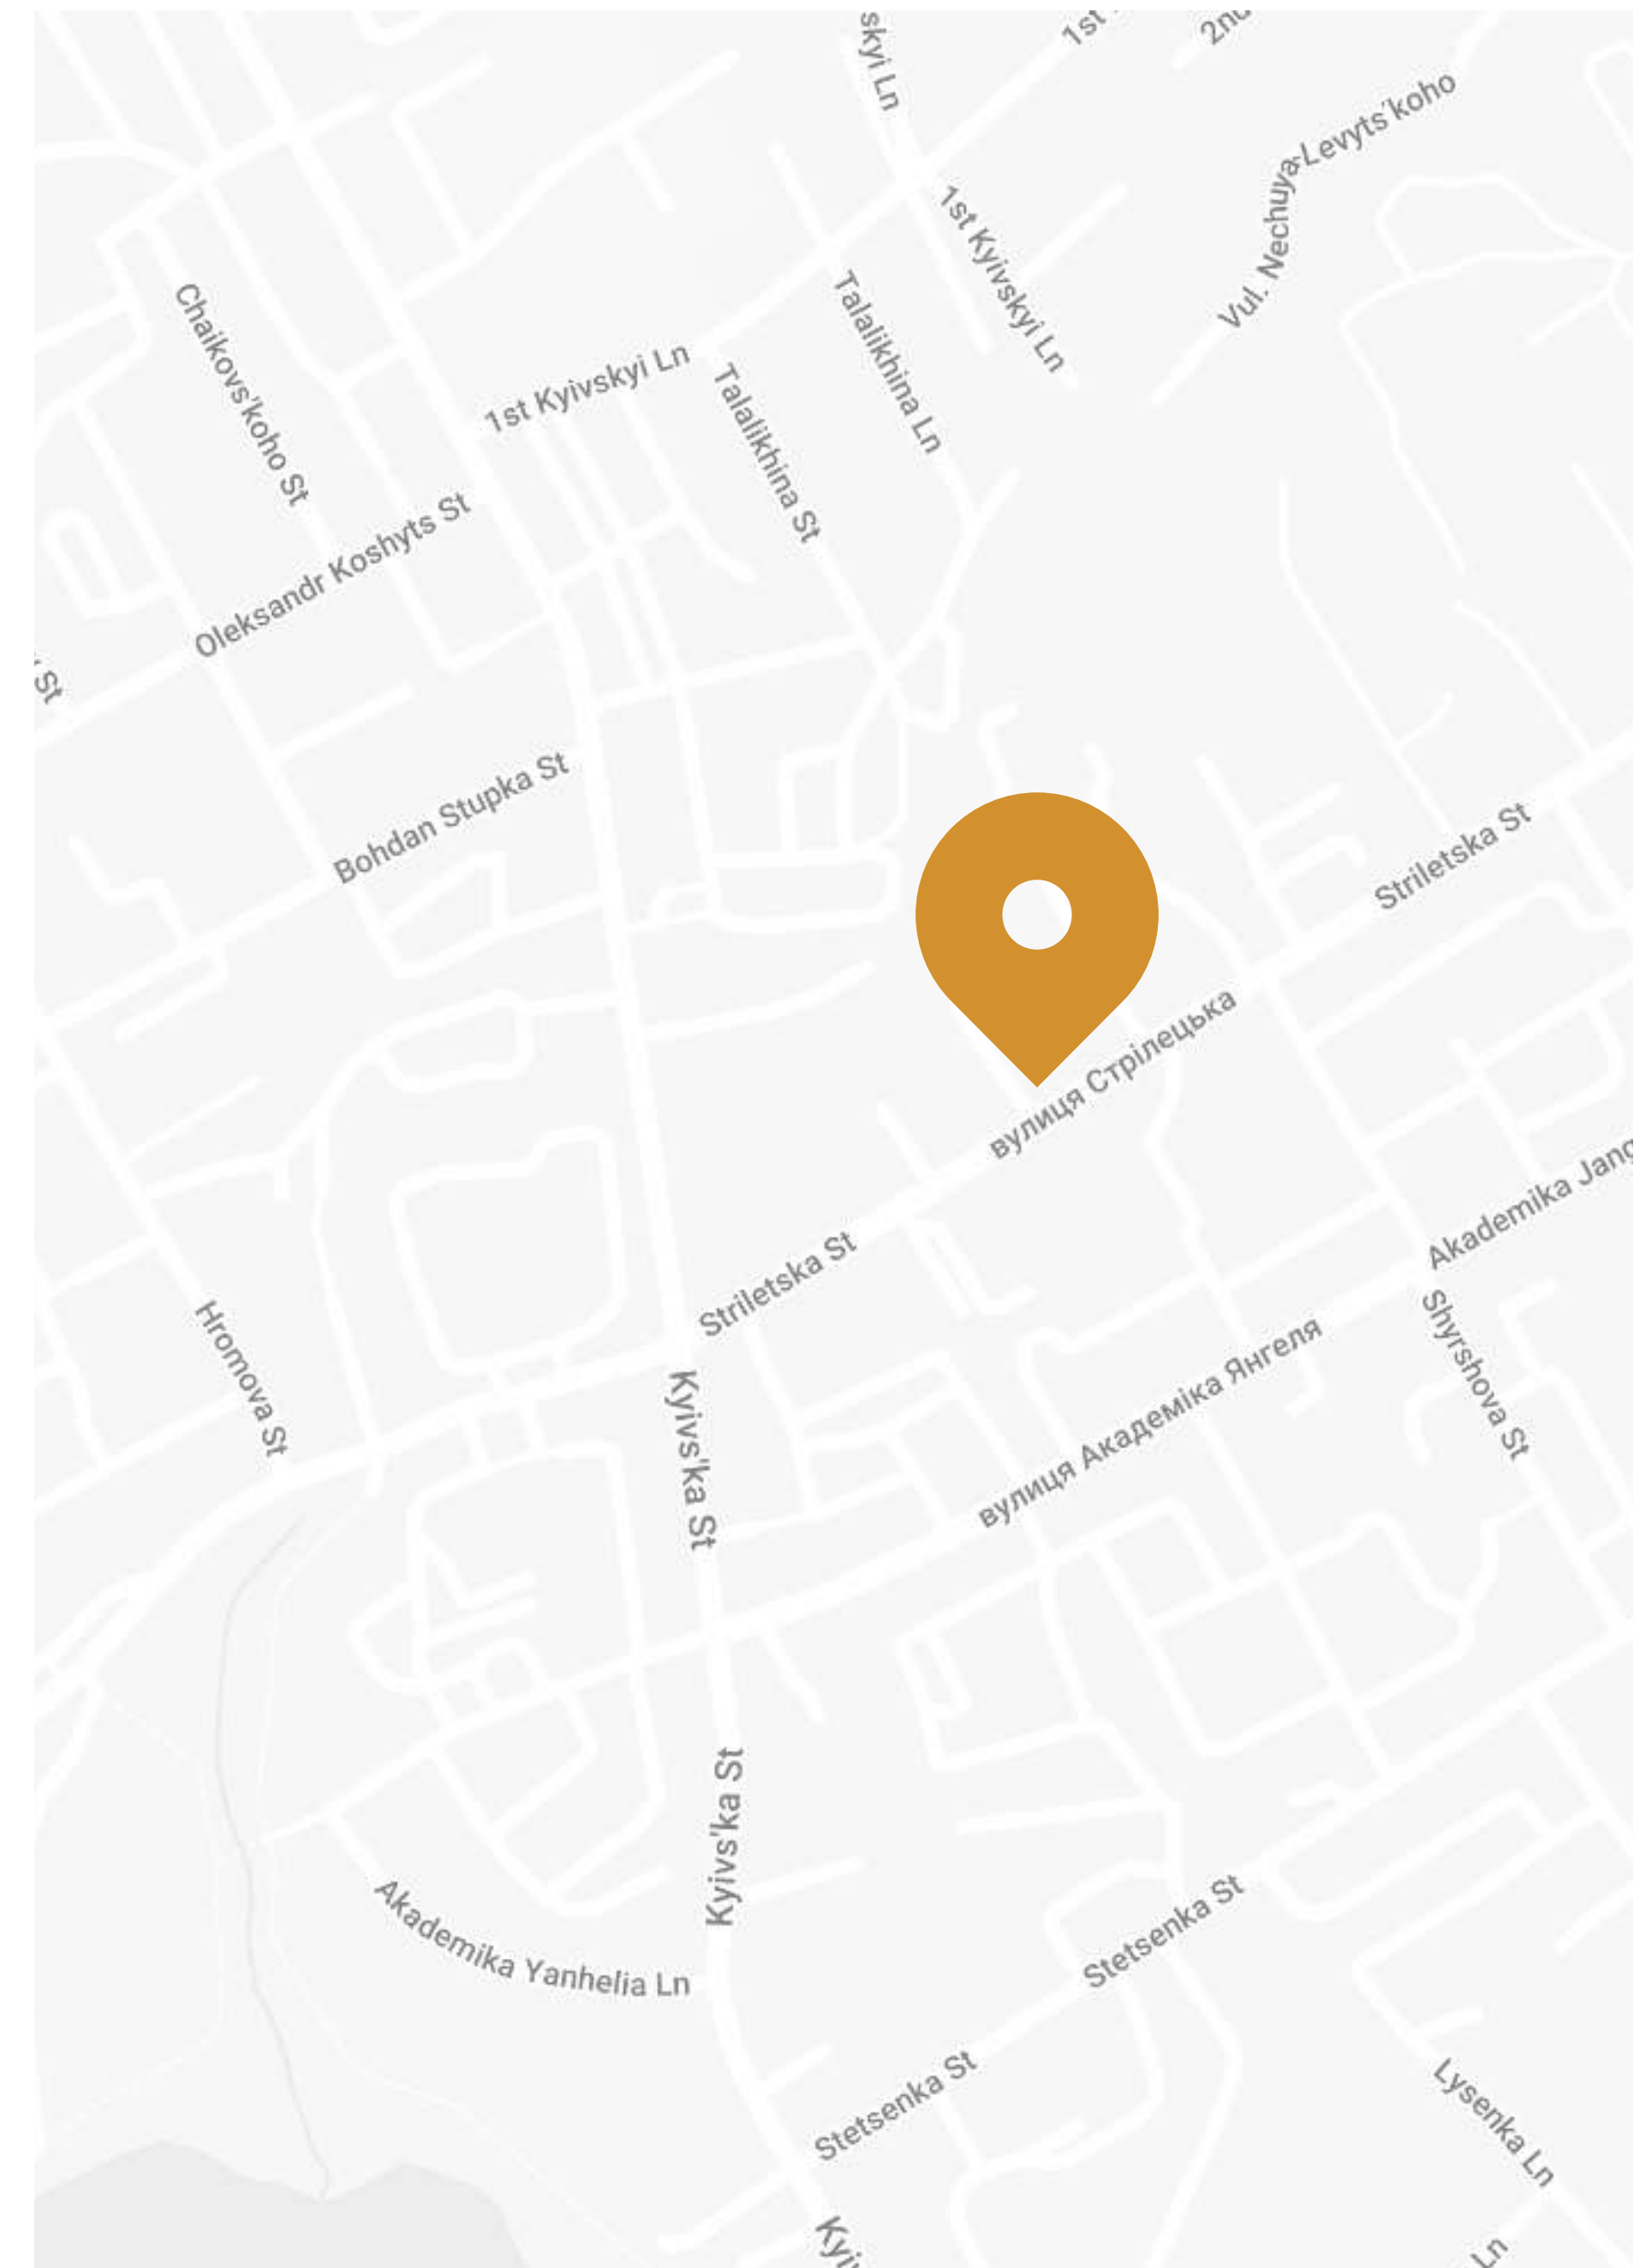 skyi Ln
1st
2nd
Vul. Nechuya-Levyts'koho
1st Kyivskyi Ln
Talalikhina Ln
Chaikovs'koho St
1st Kyivskyi Ln
Talalikhina St
Oleksandr Koshyts St
St
Bohdan Stupka St
Striletska St
вулиця Стрілецька
Akademika Jang
Striletska St
Hromova St
Shyrshova St
Kyivs'ka St
вулиця Академіка Янгеля
Kyivs'ka St
Akademika Yanhelia Ln
Stetsenka St
Stetsenka St
Lysenka Ln
Kyiv
Ln